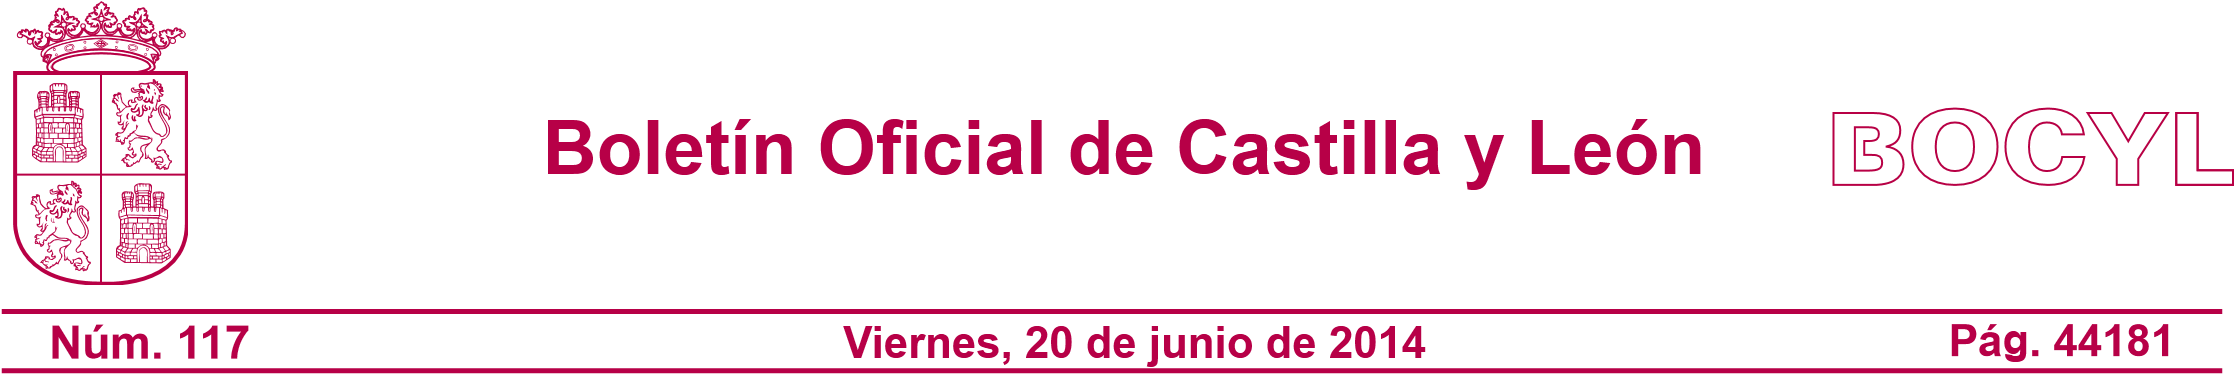 Boletín Oficial de Castilla y León
BOCYL
Núm. 117
Viernes, 20 de junio de 2014
Pág. 44181